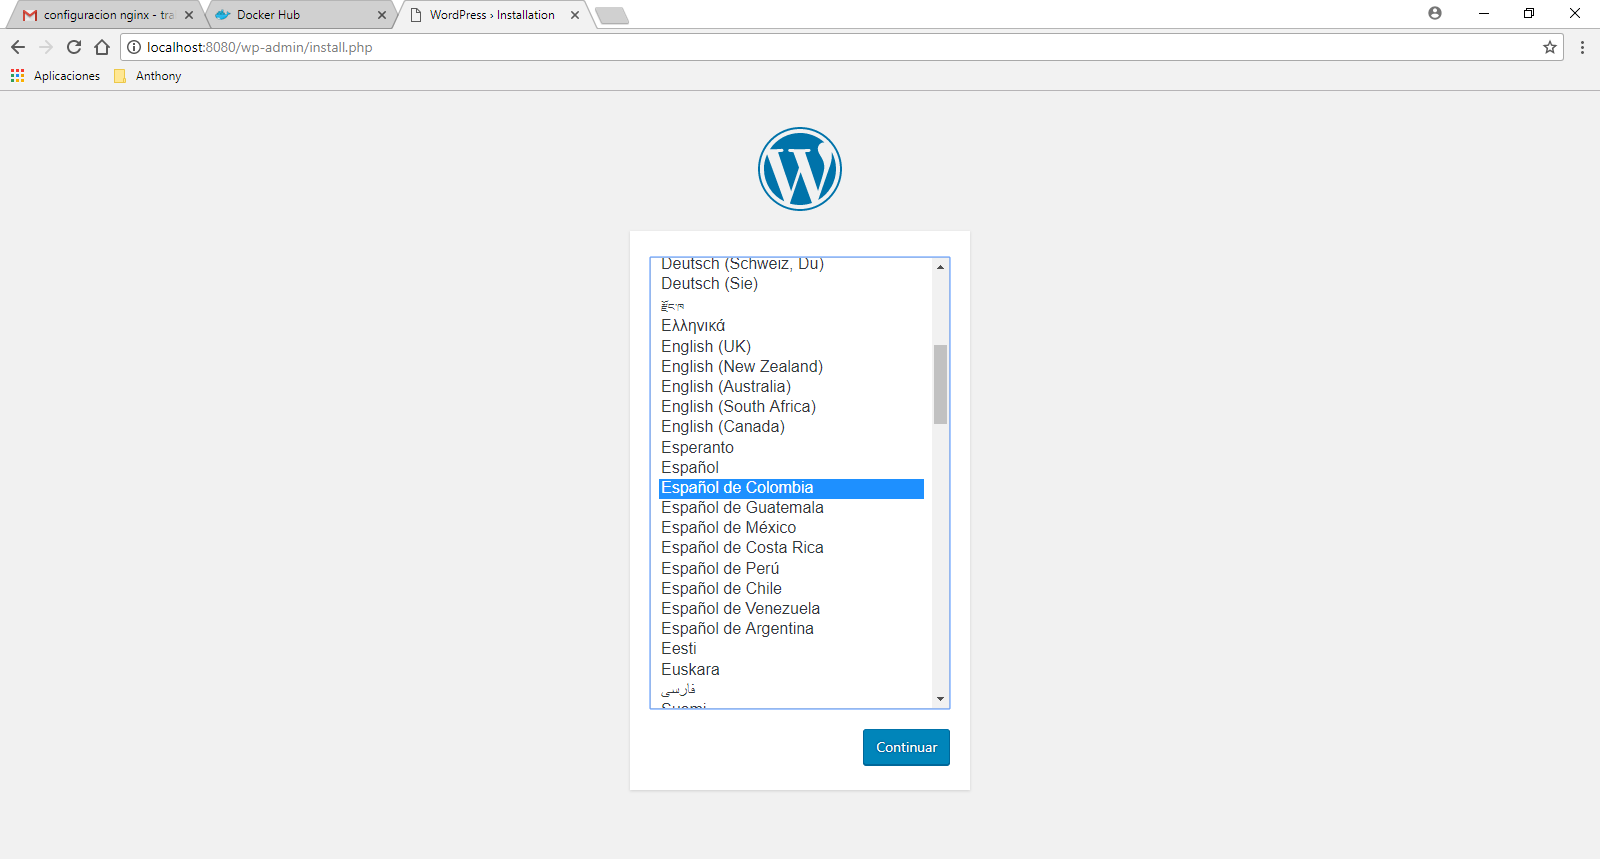 configuracion nginx - tra
Docker Hub
WordPress › Installation
localhost:8080/wp-admin/install.php
Aplicaciones
Anthony
Deutsch (Schweiz, Du)
Deutsch (Sie)
རྫོང་ཁ
Ελληνικά
English (UK)
English (New Zealand)
English (Australia)
English (South Africa)
English (Canada)
Esperanto
Español
Español de Colombia
Español de Guatemala
Español de México
Español de Costa Rica
Español de Perú
Español de Chile
Español de Venezuela
Español de Argentina
Eesti
Euskara
فارسی
Suomi
Continuar